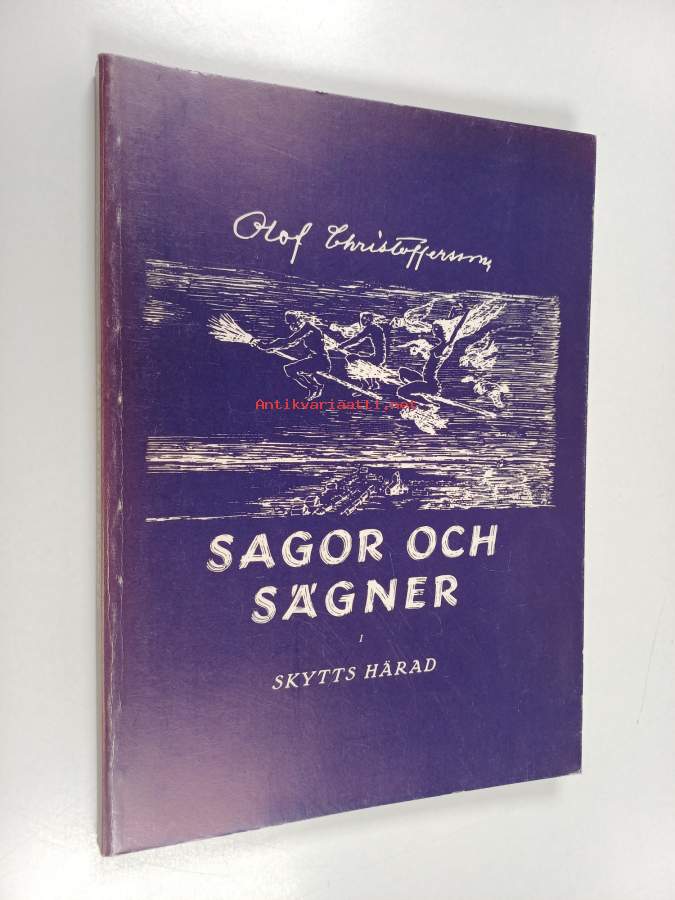 Olof Christoffersson
Antikvariaatti.net
SAGOR OCH
SÄGNER
I
SKYTTS HÄRAD